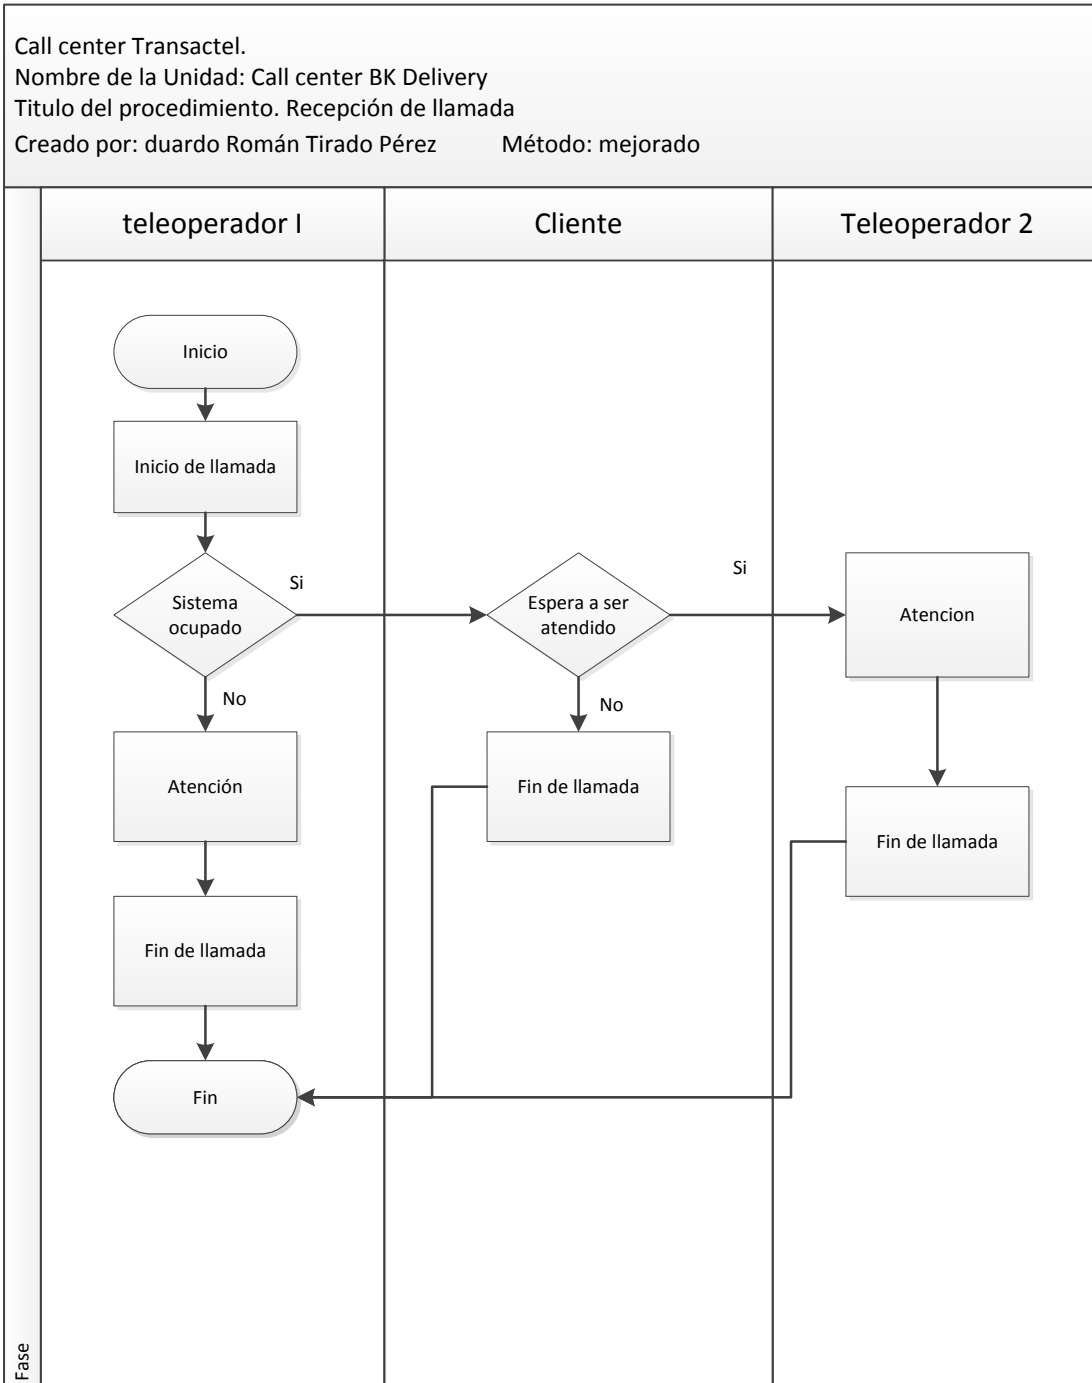 Call center Transactel.
Nombre de la Unidad: Call center BK Delivery
Titulo del procedimiento. Recepción de llamada
Creado por: duardo Román Tirado Pérez Método: mejorado
teleoperador I
Cliente
Teleoperador 2
Inicio
Inicio de llamada
Sistema
ocupado
Si
Espera a ser
atendido
Si
Atencion
No
No
Atención
Fin de llamada
Fin de llamada
Fin de llamada
Fin
Fase